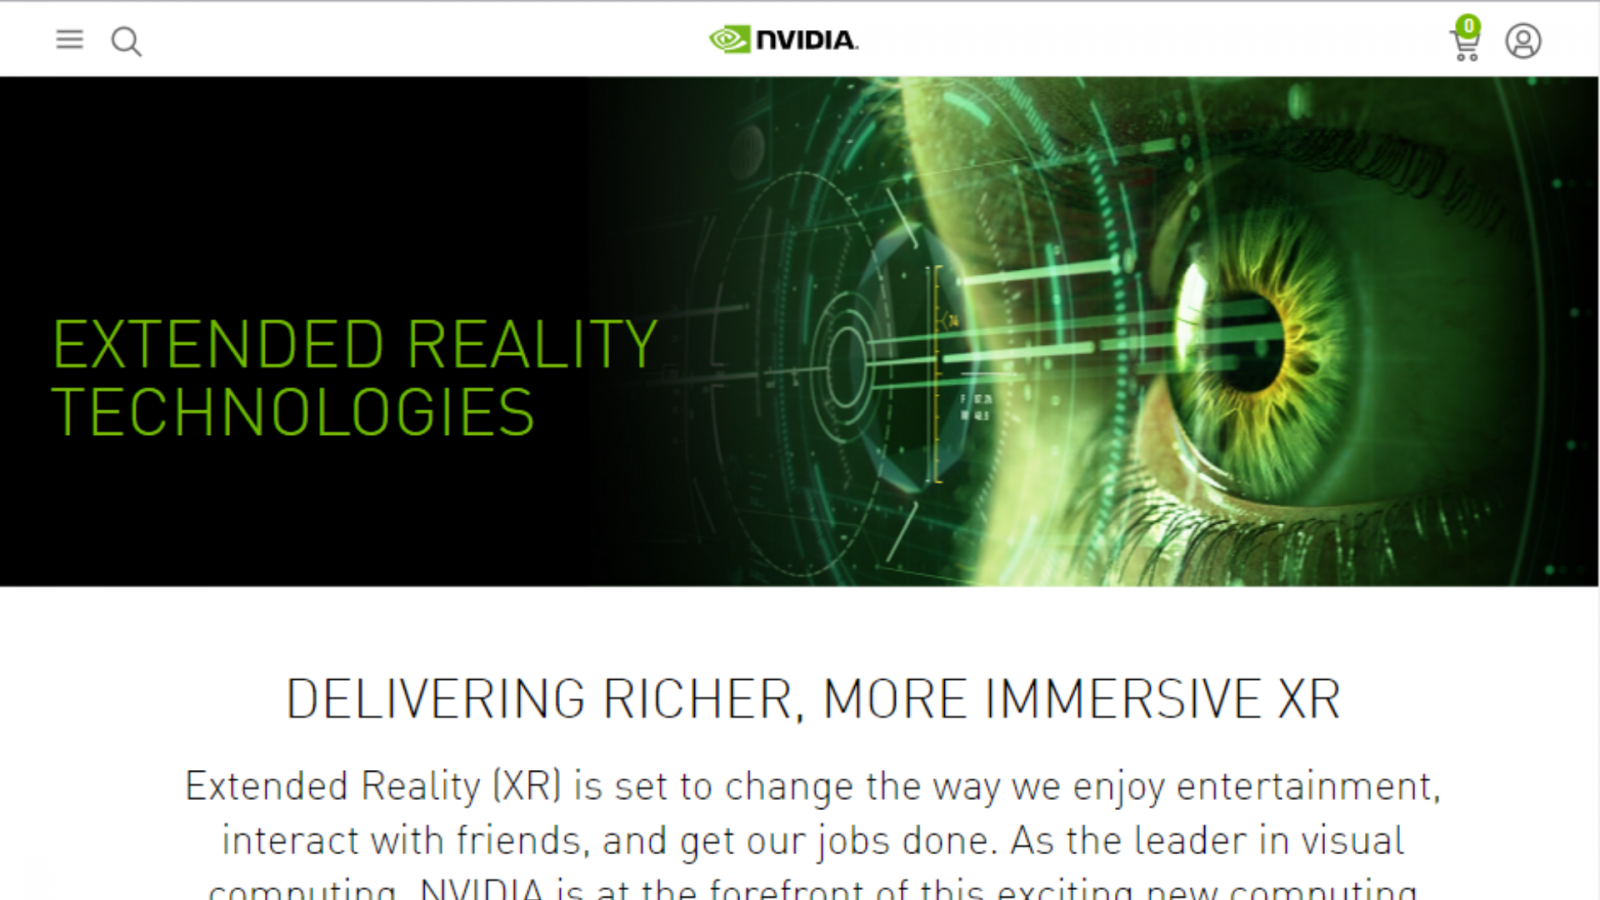 0
NVIDIA.
EXTENDED REALITY
TECHNOLOGIES
DELIVERING RICHER, MORE IMMERSIVE XR
Extended Reality (XR) is set to change the way we enjoy entertainment,
interact with friends, and get our jobs done. As the leader in visual
computing, NVIDIA is at the forefront of this exciting new computing